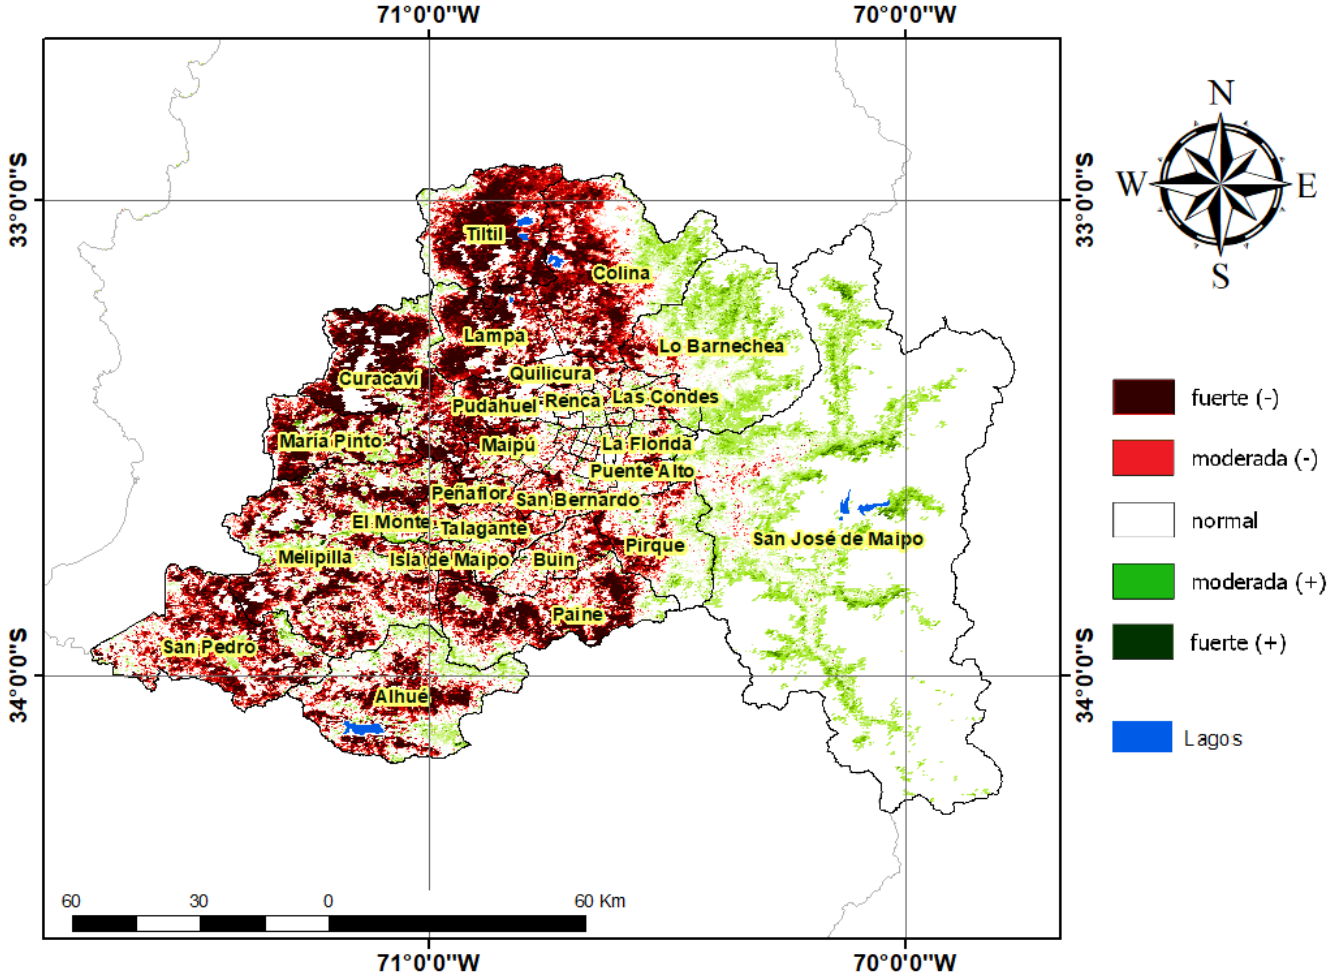 71°0'0"W
70°0'0"W
N
W
E
S
33°0'0"S
33°0'0"S
Tiltil
Colina
Lampa
Lo Barnechea
Quilicura
Curacaví
Pudahuel
Renca
Las Condes
María Pinto
Maipú
La Florida
Puente Alto
Peñaflor
San Bernardo
El Monte
Talagante
San José de Maipo
Pirque
Melipilla
Isla de Maipo
Buin
Paine
San Pedro
Alhué
34°0'0"S
34°0'0"S
fuerte (-)
moderada (-)
normal
moderada (+)
fuerte (+)
Lagos
60
30
0
60 Km
71°0'0"W
70°0'0"W